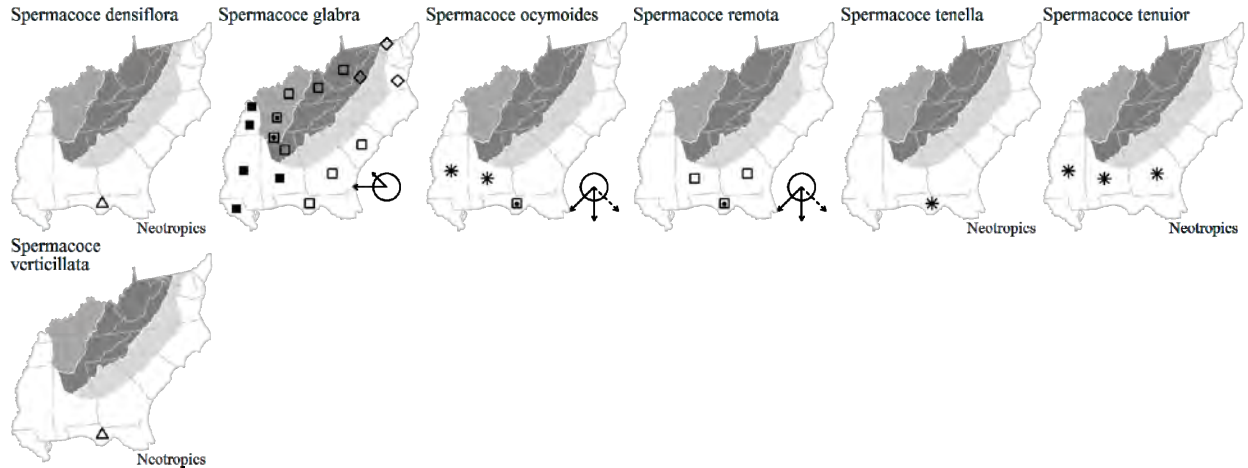 Spermacoce densiflora
Spermacoce glabra
Spermacoce ocymoides
Spermacoce remota
Spermacoce tenella
Spermacoce tenuior
Neotropics
Neotropics
Neotropics
Spermacoce
verticillata
Neotropics